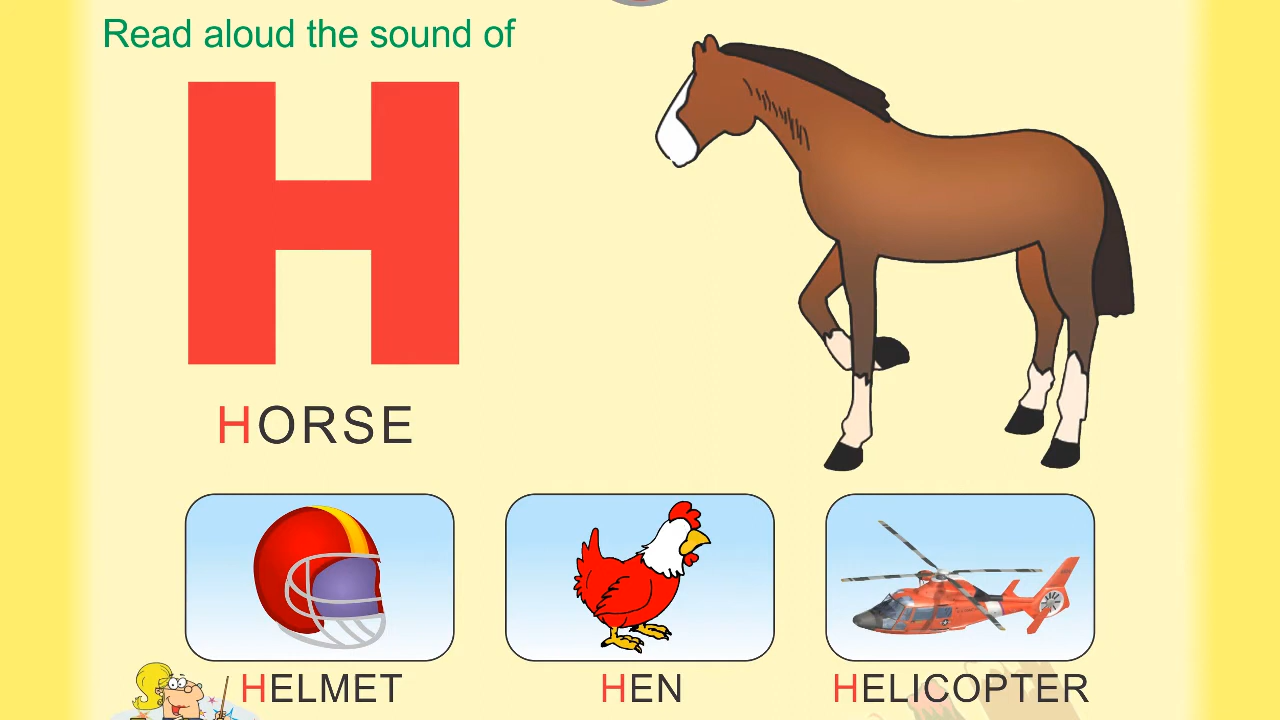 Read aloud the sound of
H
HORSE
HELMET
HEN
HELICOPTER